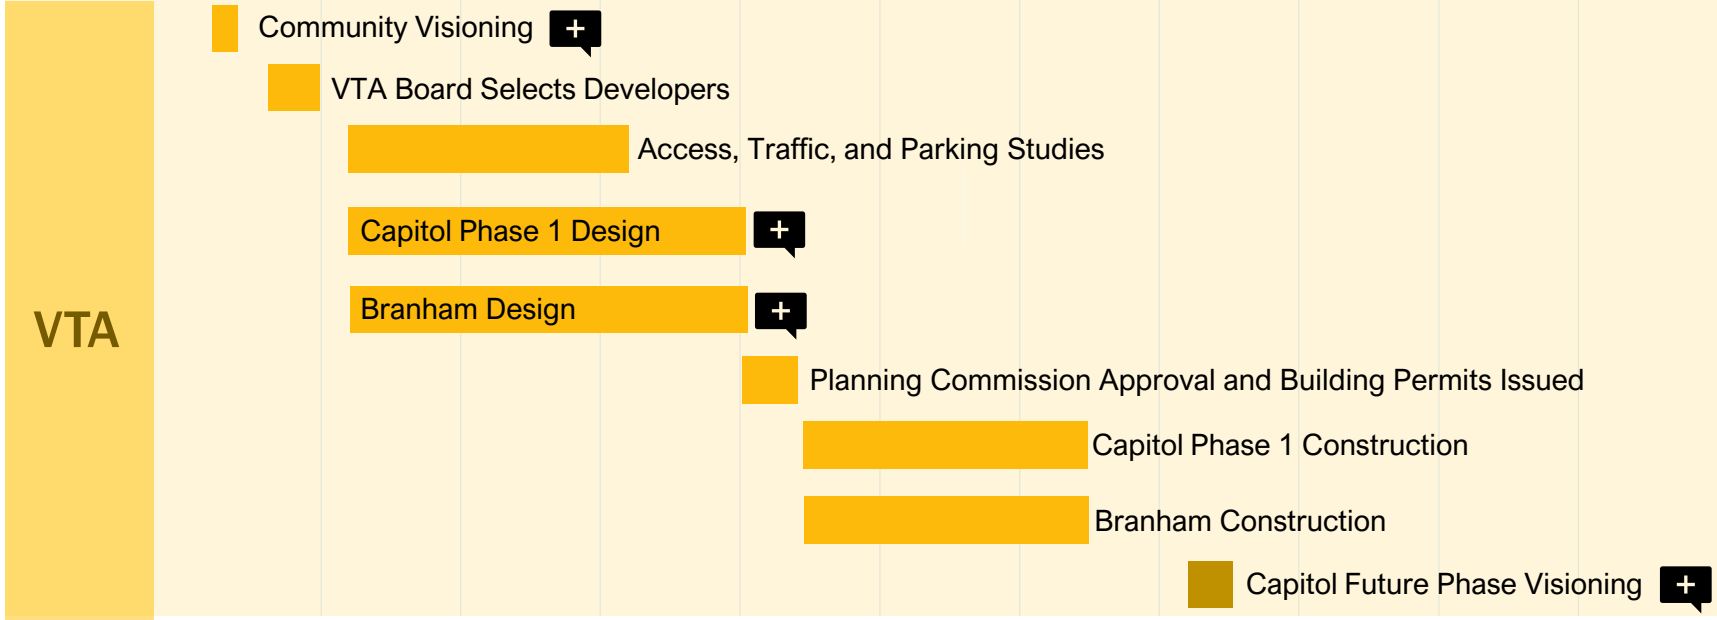 Community Visioning +
VTA Board Selects Developers
Access, Traffic, and Parking Studies
Capitol Phase 1 Design +
Branham Design +
VTA
Planning Commission Approval and Building Permits Issued
Capitol Phase 1 Construction
Branham Construction
Capitol Future Phase Visioning +